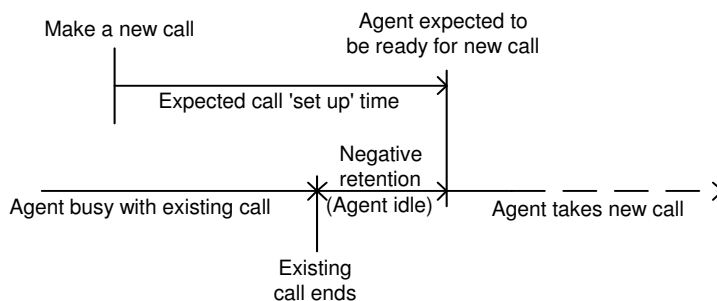 Make a new call
Agent expected to
be ready for new call
Expected call 'set up' time
Negative
retention
(Agent idle)
Agent busy with existing call
Agent takes new call
Existing
call ends